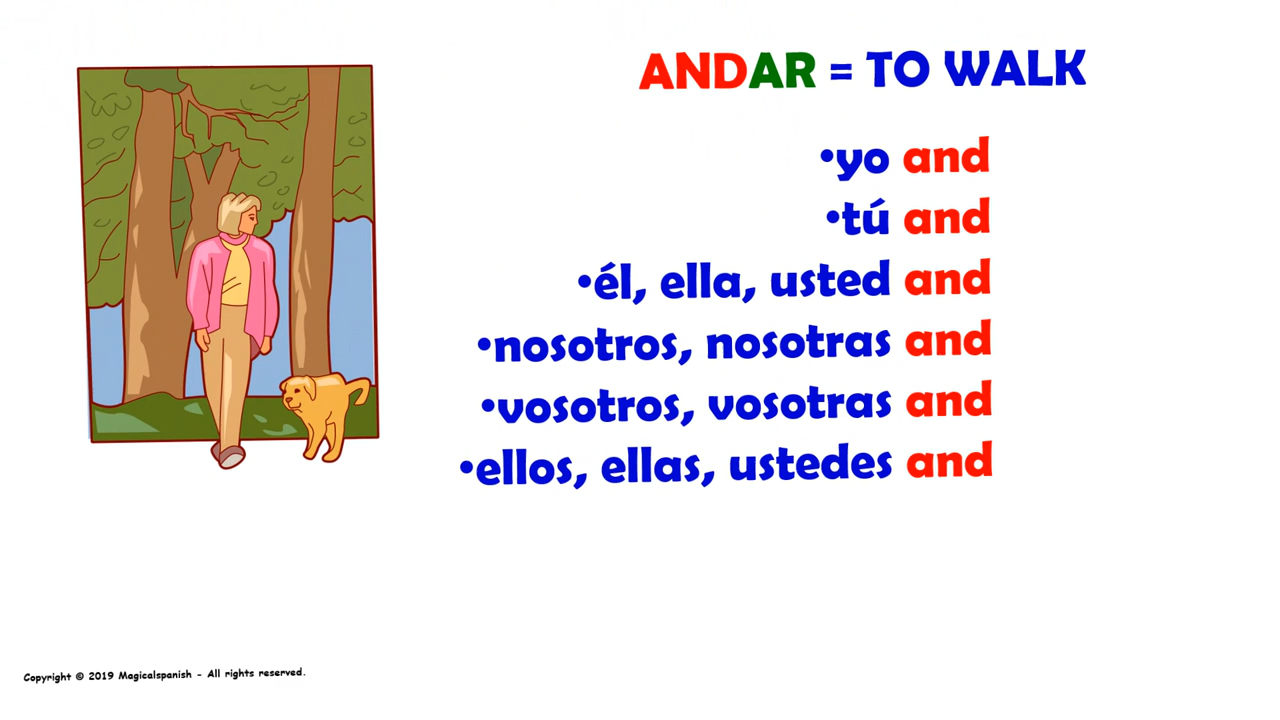 ANDAR = TO WALK
•yo and
•tú and
•él, ella, usted and
•nosotros, nosotras and
•vosotros, vosotras and
•ellos, ellas, ustedes and
Copyright © 2019 Magicalspanish - All rights reserved.